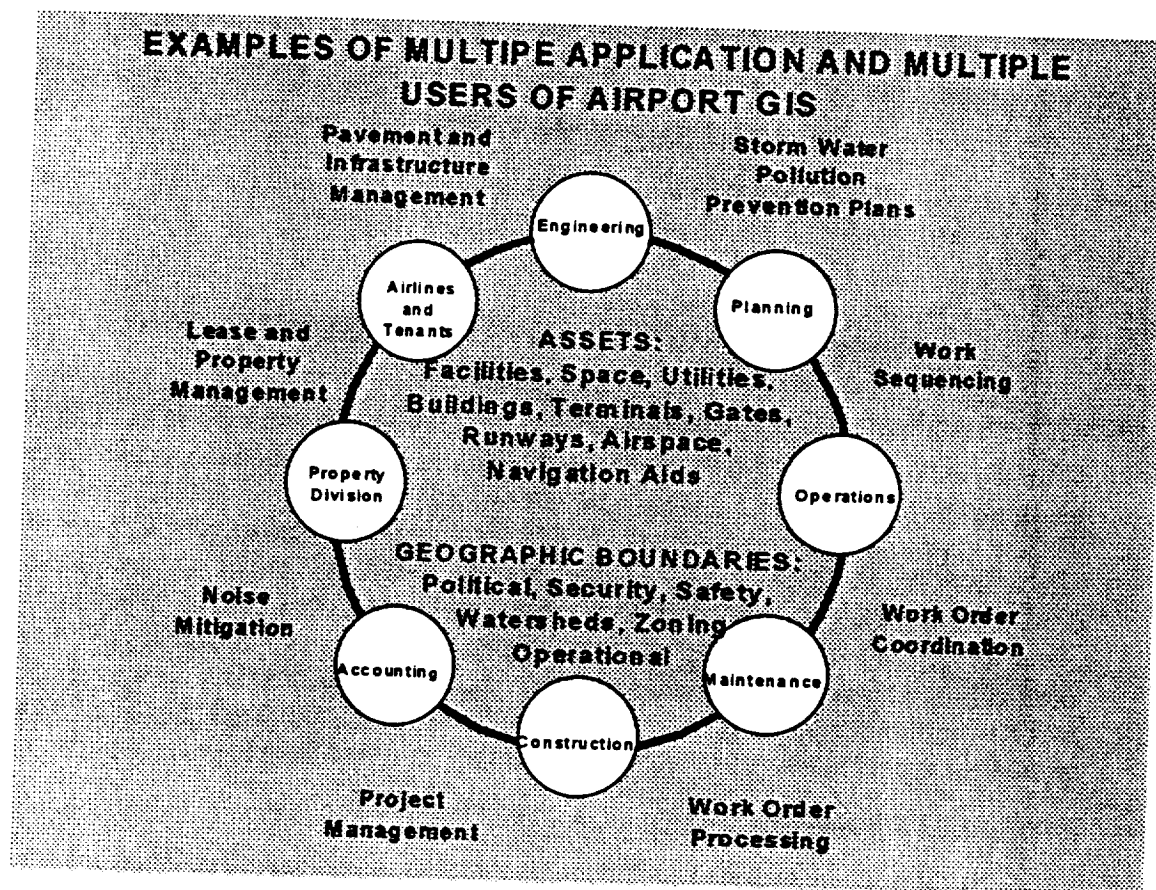 EXAMPLES OF MULTIPE APPLICATION AND MULTIPLE
USERS OF AIRPORT GIS
Pavement and
Infrastructure
Management
Storm Water
Pollution
Prevention Plans
Engineering
Airlines
and
Tenants
Planning
Lease and
Property
Management
ASSETS:
Facilities, Space, Utilities,
Buildings, Terminals, Gates,
Runways, Airspace,
Navigation Aids
Work
Sequencing
Property
Division
Operations
GEOGRAPHIC BOUNDARIES:
Political, Security, Safety,
Watersheds, Zoning
Operational
Noise
Mitigation
Work Order
Coordination
Accounting
Maintenance
Construction
Project
Management
Work Order
Processing